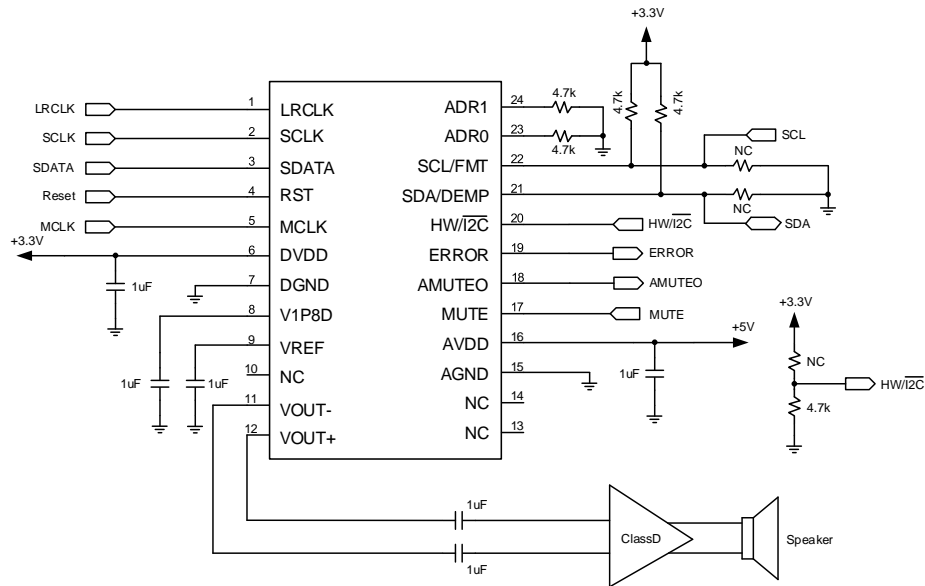 +3.3V
4.7k
4.7k
LRCLK
1
LRCLK
ADR1
24
4.7k
SCLK
2
SCLK
ADR0
23
4.7k
SCL
SDATA
3
SDATA
SCL/FMT
22
NC
Reset
4
RST
SDA/DEMP
21
NC
SDA
MCLK
5
MCLK
HW/I2C
20
HW/I2C
+3.3V
6
DVDD
ERROR
19
ERROR
1uF
7
DGND
AMUTEO
18
AMUTEO
8
V1P8D
MUTE
17
MUTE
9
VREF
AVDD
16
+5V
1uF
1uF
10
NC
AGND
15
1uF
11
VOUT-
NC
14
12
VOUT+
NC
13
+3.3V
NC
HW/I2C
4.7k
1uF
1uF
ClassD
Speaker